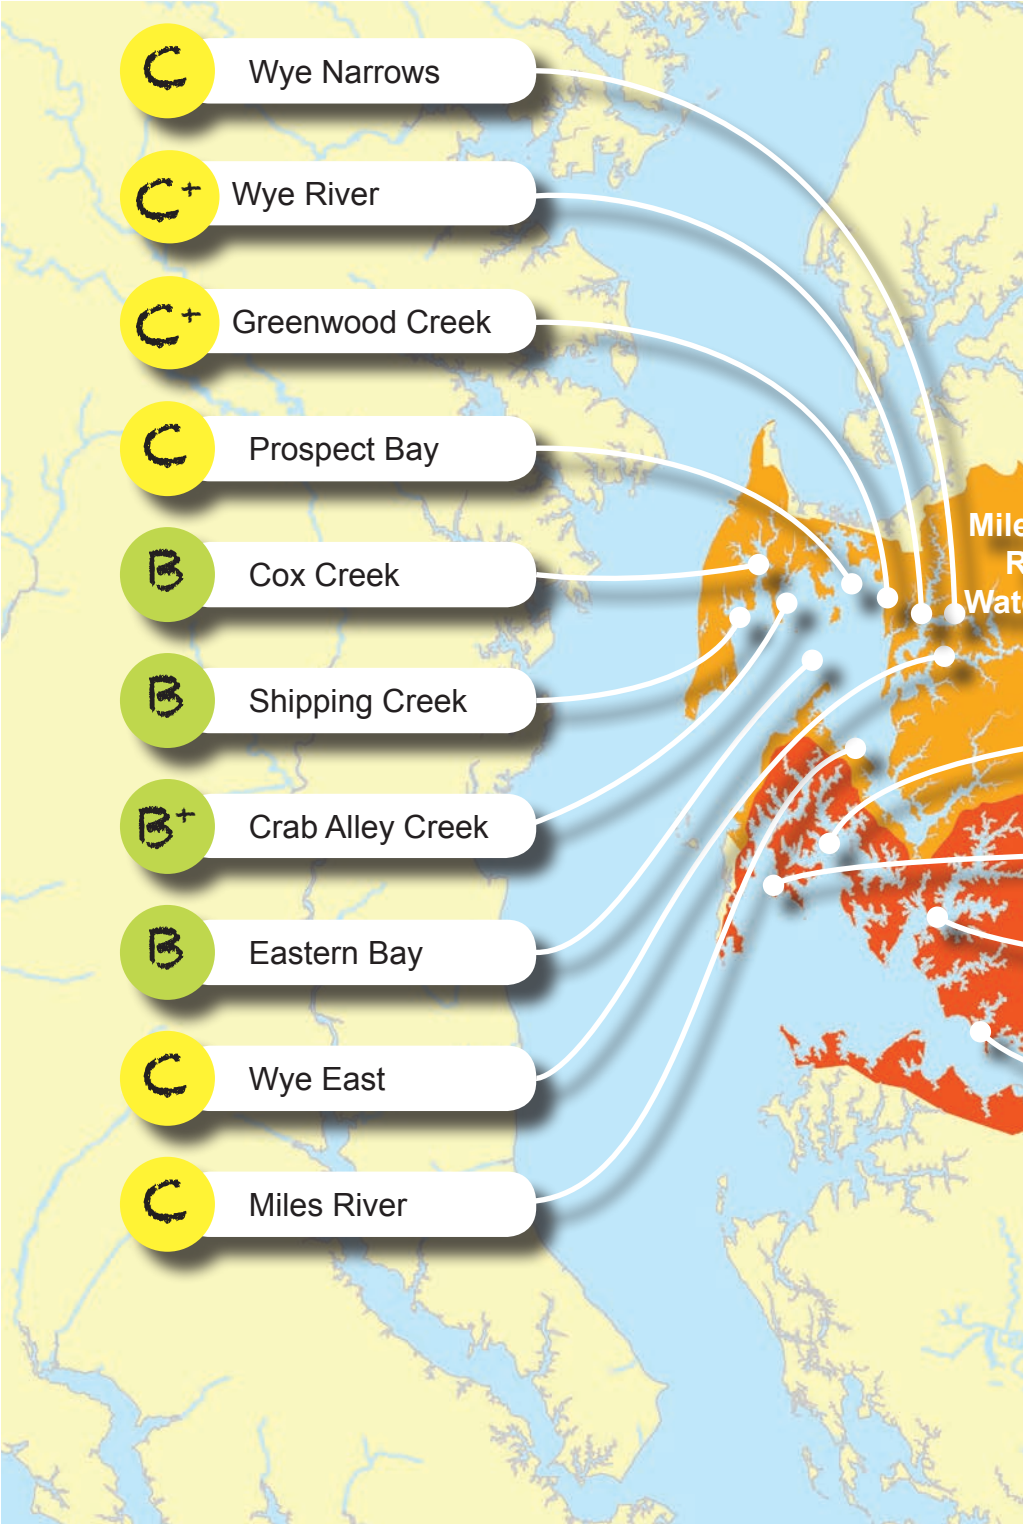 C Wye Narrows
C+ Wye River
C+ Greenwood Creek
C Prospect Bay
B Cox Creek
B Shipping Creek
B+ Crab Alley Creek
B Eastern Bay
C Wye East
C Miles River
Mile
R
Wat